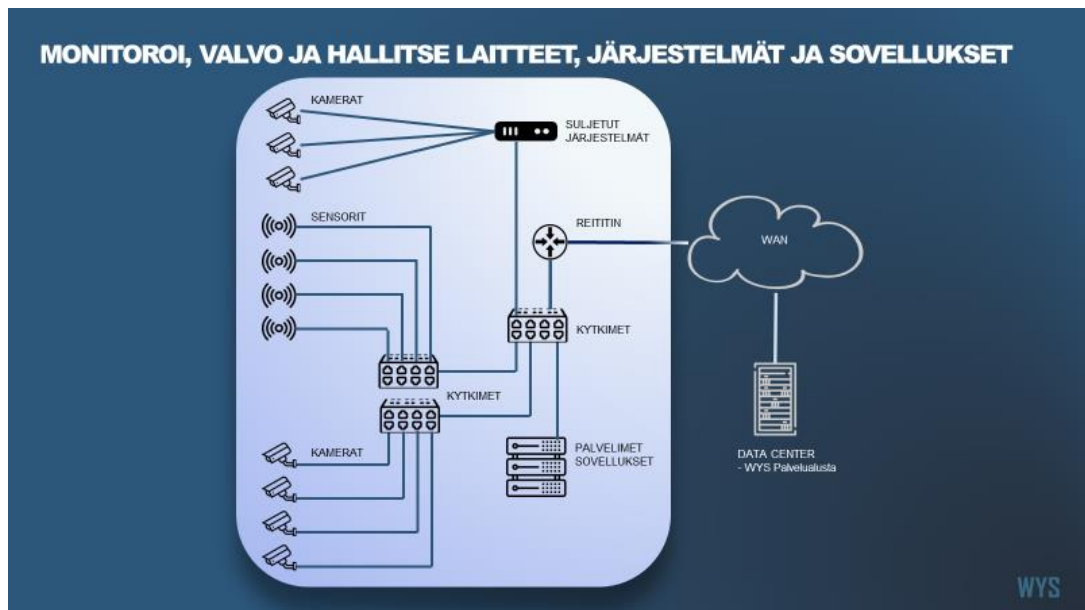 MONITOROI, VALVO JA HALLITSE LAITTEET, JÄRJESTELMÄT JA SOVELLUKSET
KAMERAT
SULJETUT
JÄRJESTELMÄT
SENSORIT
REITITIN
WAN
KYTKIMET
KYTKIMET
KAMERAT
PALVELIMET
SOVELLUKSET
DATA CENTER
- WYS Palvelualusta
WYS